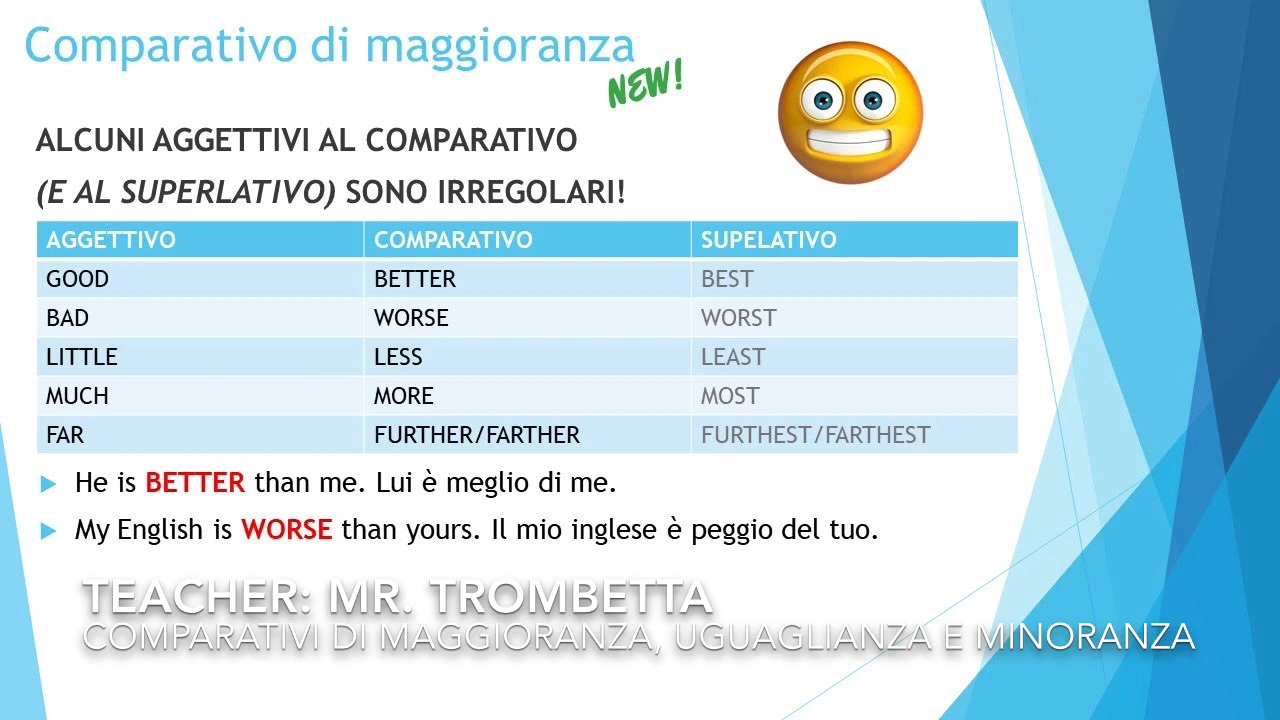 Comparativo di maggioranza
NEW!
ALCUNI AGGETTIVI AL COMPARATIVO
(E AL SUPERLATIVO) SONO IRREGOLARI!
AGGETTIVO COMPARATIVO SUPELATIVO
GOOD BETTER BEST
BAD WORSE WORST
LITTLE LESS LEAST
MUCH MORE MOST
FAR FURTHER/FARTHER FURTHEST/FARTHEST
He is BETTER than me. Lui è meglio di me.
My English is WORSE than yours. Il mio inglese è peggio del tuo.
TEACHER: MR. TROMBETTA
COMPARATIVI DI MAGGIORANZA, UGUAGLIANZA E MINORANZA